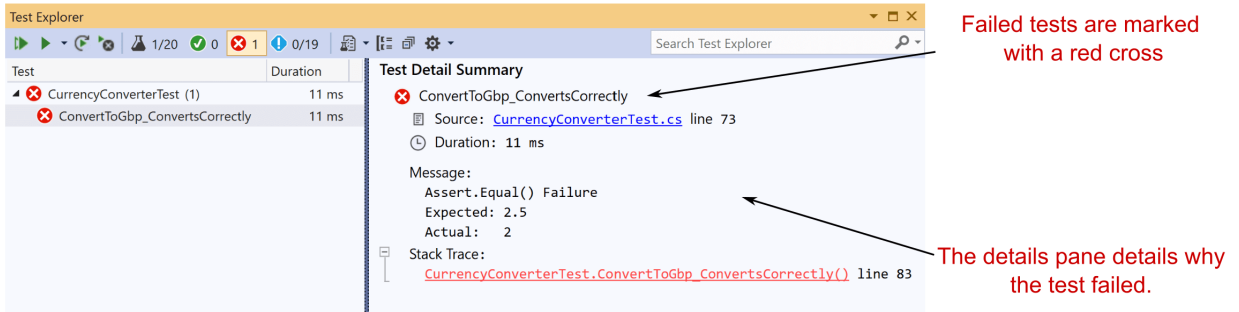 Test Explorer
1/20 0 1 0/19 Search Test Explorer
Test Duration
CurrencyConverterTest (1) 11 ms
ConvertToGbp_ConvertsCorrectly 11 ms
Test Detail Summary
ConvertToGbp_ConvertsCorrectly
Source: CurrencyConverterTest.cs line 73
Duration: 11 ms
Message:
Assert.Equal() Failure
Expected: 2.5
Actual: 2
Stack Trace:
CurrencyConverterTest.ConvertToGbp_ConvertsCorrectly() line 83
Failed tests are marked
with a red cross
The details pane details why
the test failed.